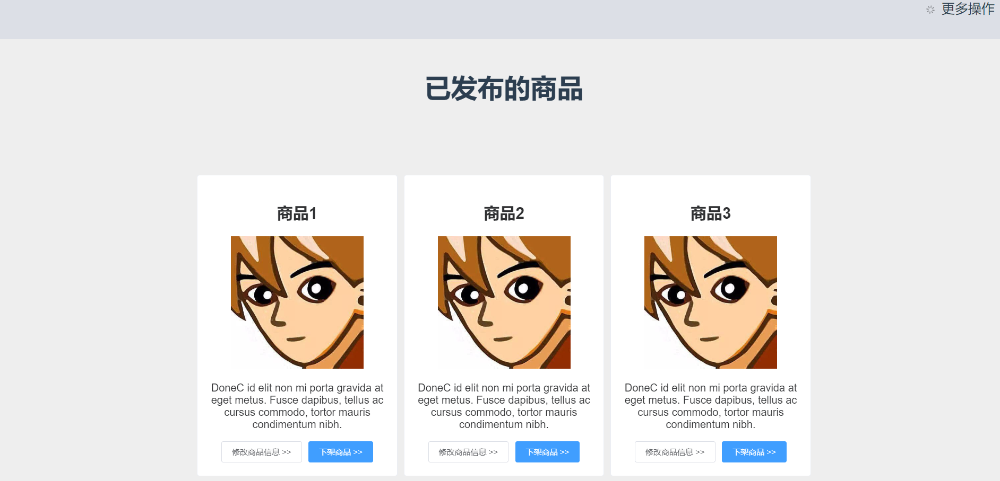 更多操作
已发布的商品
商品1
DoneC id elit non mi porta gravida at
eget metus. Fusce dapibus, tellus ac
cursus commodo, tortor mauris
condimentum nibh.
修改商品信息 >>
下架商品 >>
商品2
DoneC id elit non mi porta gravida at
eget metus. Fusce dapibus, tellus ac
cursus commodo, tortor mauris
condimentum nibh.
修改商品信息 >>
下架商品 >>
商品3
DoneC id elit non mi porta gravida at
eget metus. Fusce dapibus, tellus ac
cursus commodo, tortor mauris
condimentum nibh.
修改商品信息 >>
下架商品 >>